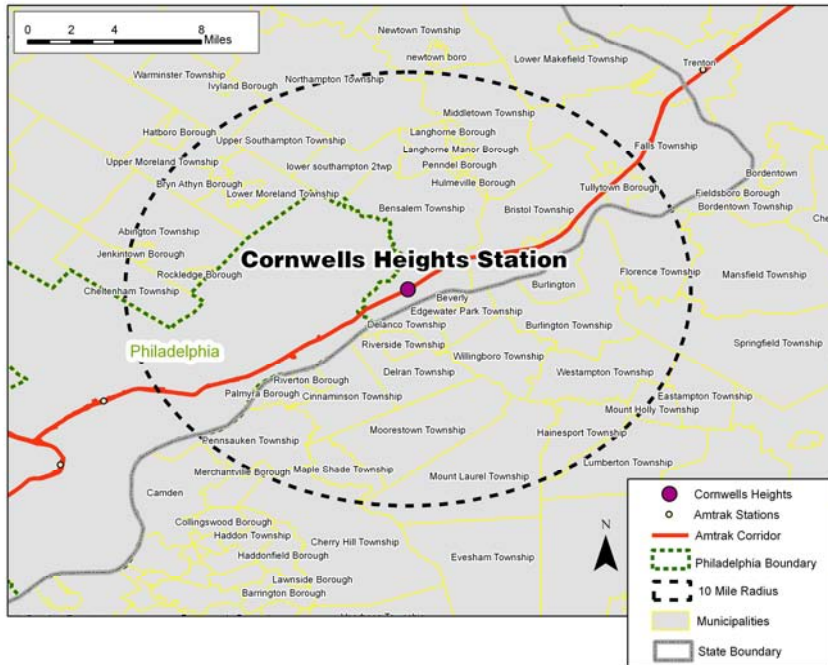 0 2 4 8
Miles
Newtown Township
newtown boro
Lower Makefield Township
Trenton
Warminster Township
Ivyland Borough
Northampton Township
Middletown Township
Hatboro Borough
Upper Southampton Township
Langhorne Borough
Langhorne Manor Borough
Penndel Borough
Falls Township
Upper Moreland Township
lower southampton 2twp
Bryn Athyn Borough
Lower Moreland Township
Hulmeville Borough
Tullytown Borough
Bordentown
Fieldsboro Borough
Bordentown Township
Bensalem Township
Bristol Township
Che
Abington Township
Jenkintown Borough
Rockledge Borough
Cheltenham Township
Cornwells Heights Station
Burlington
Florence Township
Mansfield Township
Beverly
Edgewater Park Township
Delanco Township
Burlington Township
Riverside Township
Springfield Township
Philadelphia
Willingboro Township
Delran Township
Westampton Township
Riverton Borough
Palmyra Borough
Cinnaminson Township
Eastampton Township
Mount Holly Township
Moorestown Township
Hainesport Township
Pennsauken Township
Merchantville Borough
Maple Shade Township
Mount Laurel Township
Lumberton Township
Camden
Collingswood Borough
Haddon Township
Haddonfield Borough
Cherry Hill Township
Evesham Township
Lawnside Borough
Barrington Borough
N
Cornwells Heights
Amtrak Stations
Amtrak Corridor
Philadelphia Boundary
10 Mile Radius
Municipalities
State Boundary